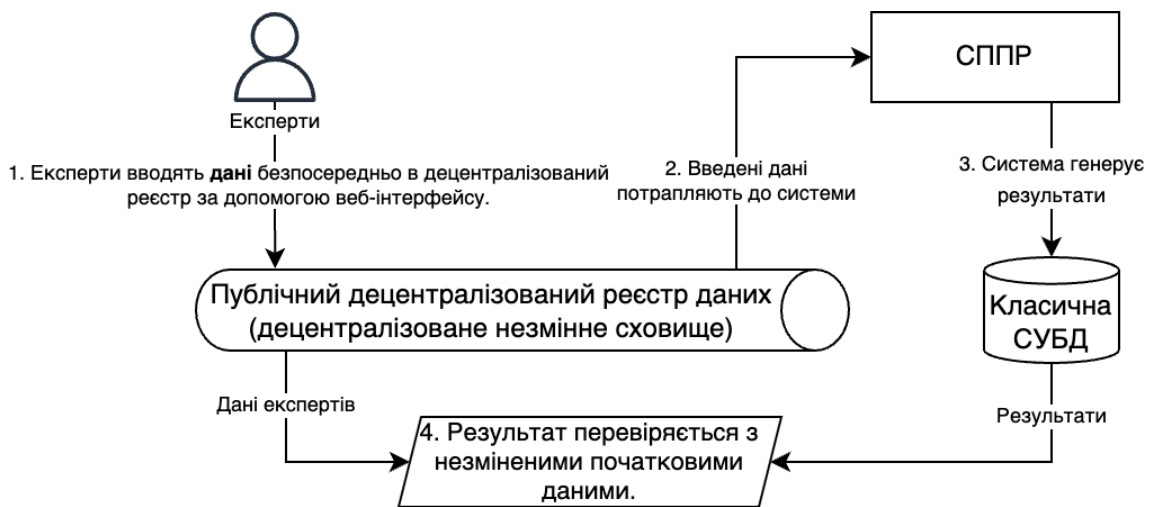 СППР
Експерти
1. Експерти вводять дані безпосередньо в децентралізований
реєстр за допомогою веб-інтерфейсу.
2. Введені дані
потрапляють до системи
3. Система генерує
результати
Публічний децентралізований реєстр даних
(децентралізоване незмінне сховище)
Класична
СУБД
Дані експертів
Результати
4. Результат перевіряється з
незміненими початковими
даними.